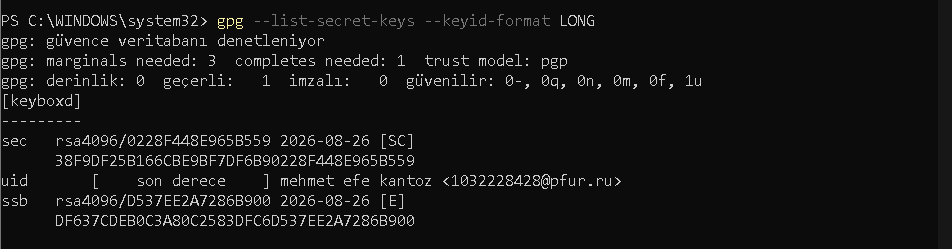 PS C:\WINDOWS\system32> gpg --list-secret-keys --keyid-format LONG
gpg: güvence veritabanı denetleniyor
gpg: marginals needed: 3  completes needed: 1  trust model: pgp
gpg: derinlik: 0  geçerli:   1  imzalı:   0  güvenilir: 0-, 0q, 0n, 0m, 0f, 1u
[keyboxd]
---------
sec   rsa4096/0228F448E965B559 2026-08-26 [SC]
      38F9DF25B166CBE9BF7DF6B90228F448E965B559
uid        [    son derece    ] mehmet efe kantoz <1032228428@pfur.ru>
ssb   rsa4096/D537EE2A7286B900 2026-08-26 [E]
      DF637CDEB0C3A80C2583DFC6D537EE2A7286B900